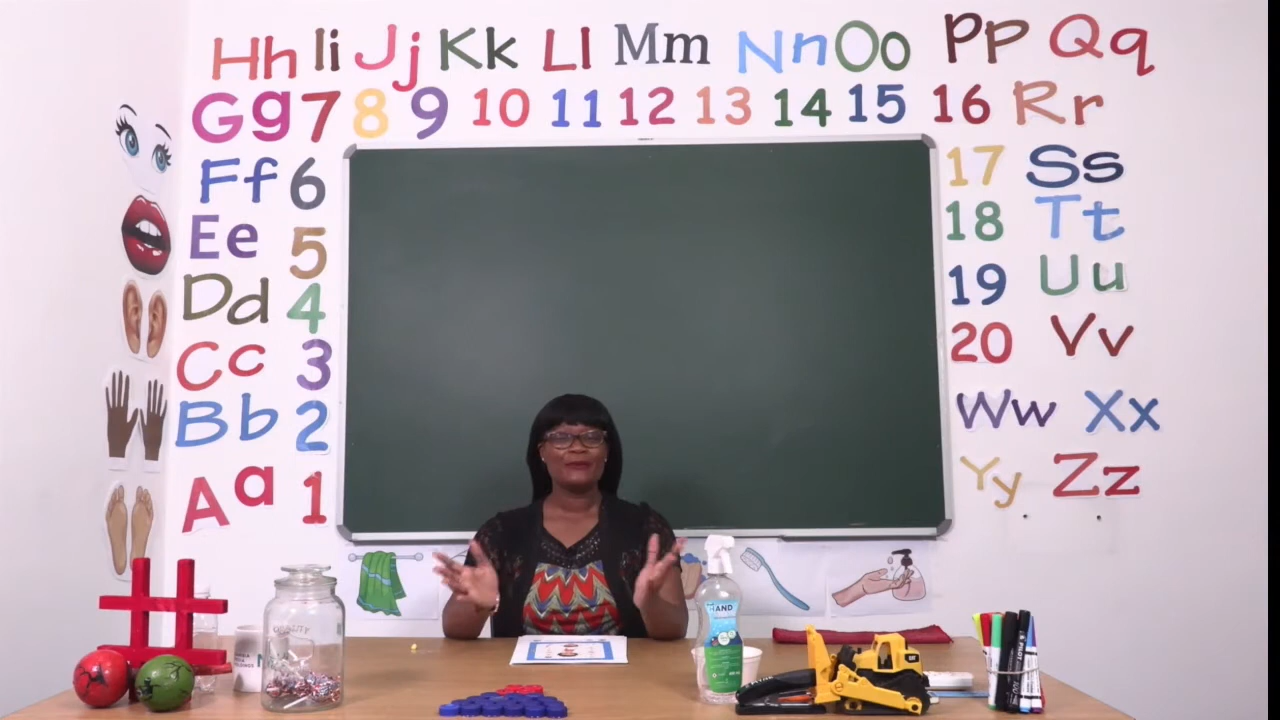 Hh Ii Jj Kk Ll Mm Nn Oo Pp Qq
Gg 7 8 9 10 11 12 13 14 15 16 Rr
Ff 6 17 Ss
Ee 5 18 Tt
Dd 4 19 Uu
Cc 3 20 Vv
Bb 2 Ww Xx
Aa 1 Yy Zz
HAND
CAT